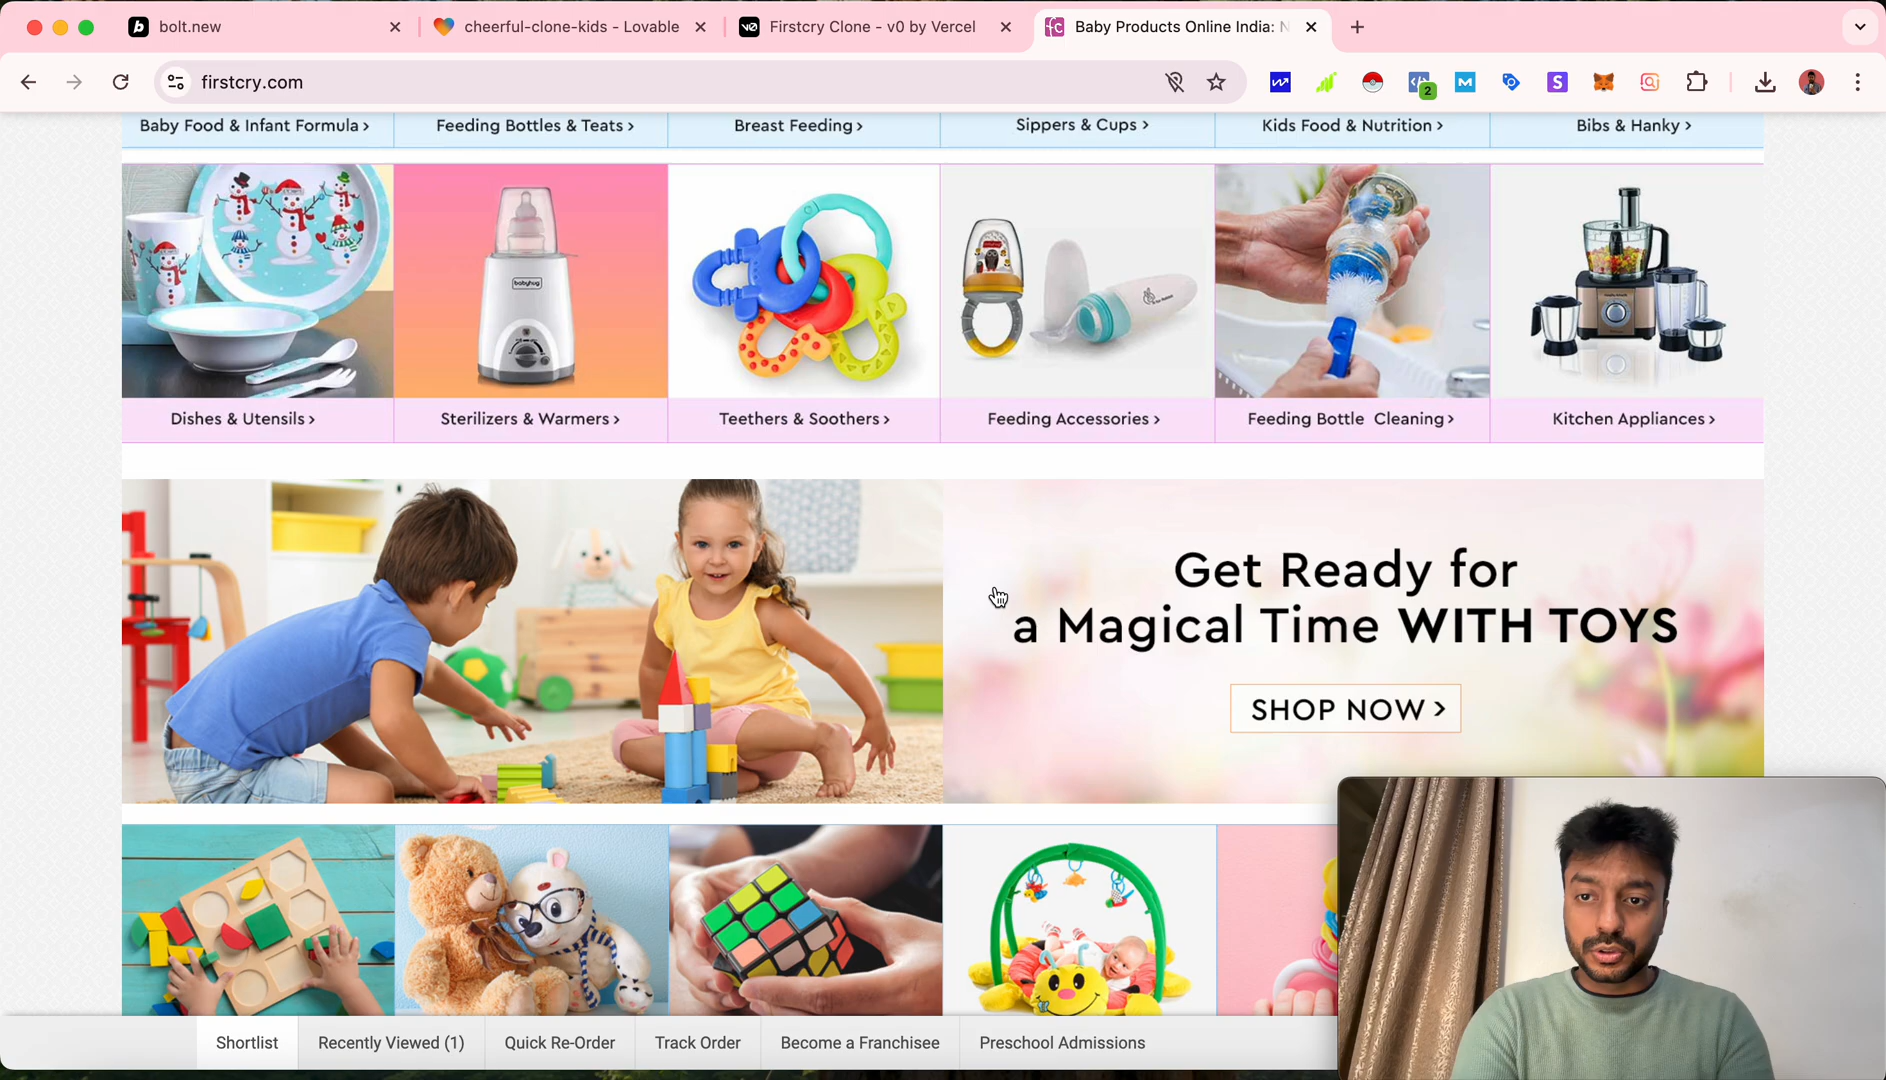 bolt.new
cheerful-clone-kids - Lovable
Firstcry Clone - v0 by Vercel
Baby Products Online India: N
firstcry.com
2
Baby Food & Infant Formula >
Feeding Bottles & Teats >
Breast Feeding >
Sippers & Cups >
Kids Food & Nutrition >
Bibs & Hanky >
babyhug
Dishes & Utensils >
Sterilizers & Warmers >
Teethers & Soothers >
Feeding Accessories >
Feeding Bottle Cleaning >
Kitchen Appliances >
Get Ready for
a Magical Time WITH TOYS
SHOP NOW >
Shortlist
Recently Viewed (1)
Quick Re-Order
Track Order
Become a Franchisee
Preschool Admissions